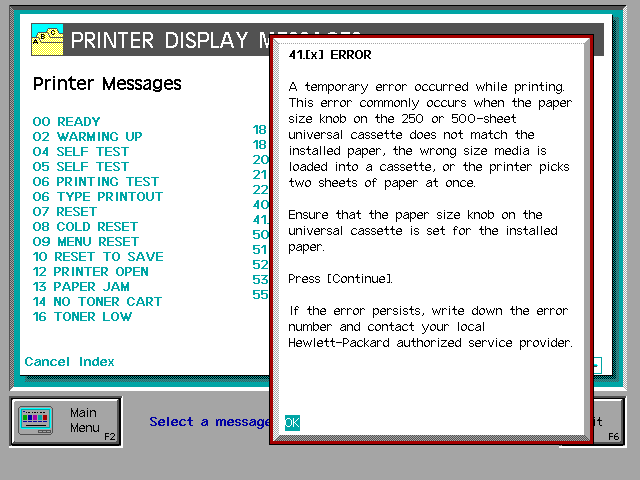 A B C
PRINTER DISPLAY
Printer Messages
00 READY
02 WARMING UP
04 SELF TEST
05 SELF TEST
06 PRINTING TEST
06 TYPE PRINTOUT
07 RESET
08 COLD RESET
09 MENU RESET
10 RESET TO SAVE
12 PRINTER OPEN
13 PAPER JAM
14 NO TONER CART
16 TONER LOW
18
18
20
21
22
40
41.
50
51
52
53
55
Cancel Index
41.[x] ERROR
A temporary error occurred while printing.
This error commonly occurs when the paper
size knob on the 250 or 500-sheet
universal cassette does not match the
installed paper, the wrong size media is
loaded into a cassette, or the printer picks
two sheets of paper at once.
Ensure that the paper size knob on the
universal cassette is set for the installed
paper.
Press [Continue].
If the error persists, write down the error
number and contact your local
Hewlett-Packard authorized service provider.
OK
Main
Menu
F2
Select a message
it
F6